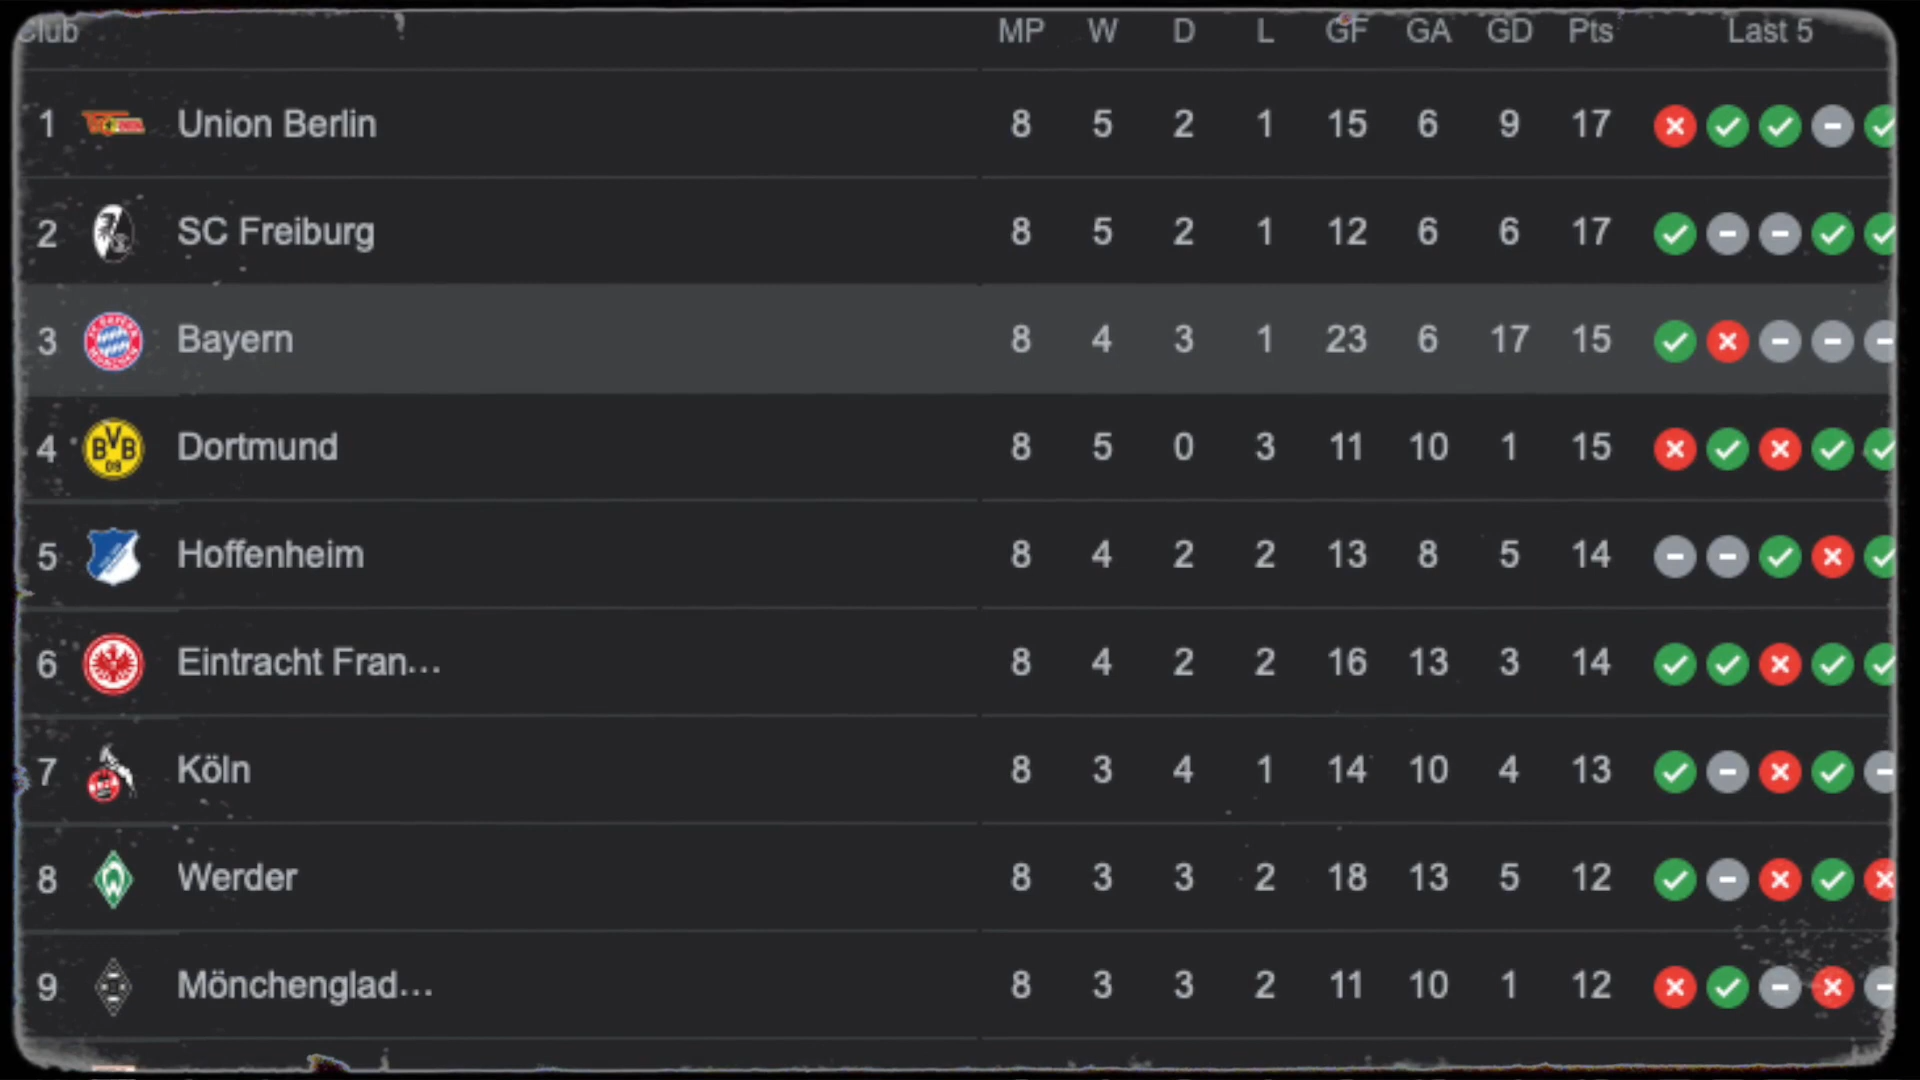 Club MP W D L GF GA GD Pts Last 5
1 Union Berlin 8 5 2 1 15 6 9 17
2 SC Freiburg 8 5 2 1 12 6 6 17
3 Bayern 8 4 3 1 23 6 17 15
4 BVB 09 Dortmund 8 5 0 3 11 10 1 15
5 Hoffenheim 8 4 2 2 13 8 5 14
6 Eintracht Fran... 8 4 2 2 16 13 3 14
7 Köln 8 3 4 1 14 10 4 13
8 Werder 8 3 3 2 18 13 5 12
9 Mönchenglad... 8 3 3 2 11 10 1 12